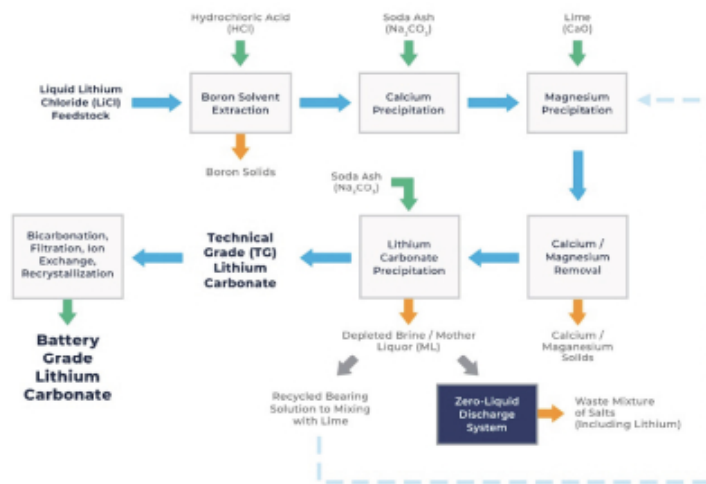 Hydrochloric Acid
(HCl)
Soda Ash
(Na₂CO₃)
Lime
(CaO)
Liquid Lithium
Chloride (LiCl)
Feedstock
Boron Solvent
Extraction
Calcium
Precipitation
Magnesium
Precipitation
Boron Solids
Soda Ash
(Na₂CO₃)
Bicarbonation,
Filtration, Ion
Exchange,
Recrystallization
Technical
Grade (TG)
Lithium
Carbonate
Lithium
Carbonate
Precipitation
Calcium /
Magnesium
Removal
Battery
Grade
Lithium
Carbonate
Depleted Brine / Mother
Liquor (ML)
Calcium /
Maganesium
Solids
Recycled Bearing
Solution to Mixing
with Lime
Zero-Liquid
Discharge
System
Waste Mixture
of Salts
(Including Lithium)